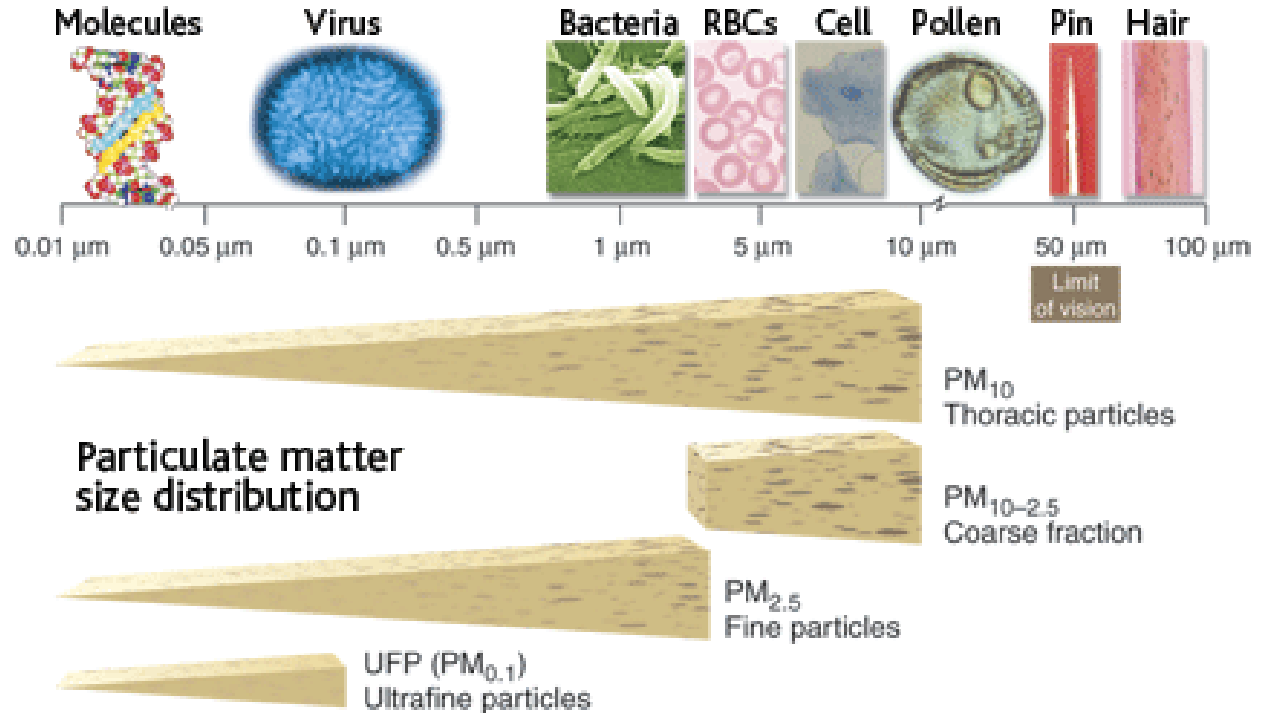 Molecules Virus Bacteria RBCs Cell Pollen Pin Hair
0.01 μm 0.05 μm 0.1 μm 0.5 μm 1 μm 5 μm 10 μm 50 μm 100 μm
Limit
of vision
PM10
Thoracic particles
Particulate matter
size distribution
PM10–2.5
Coarse fraction
PM2.5
Fine particles
UFP (PM0.1)
Ultrafine particles